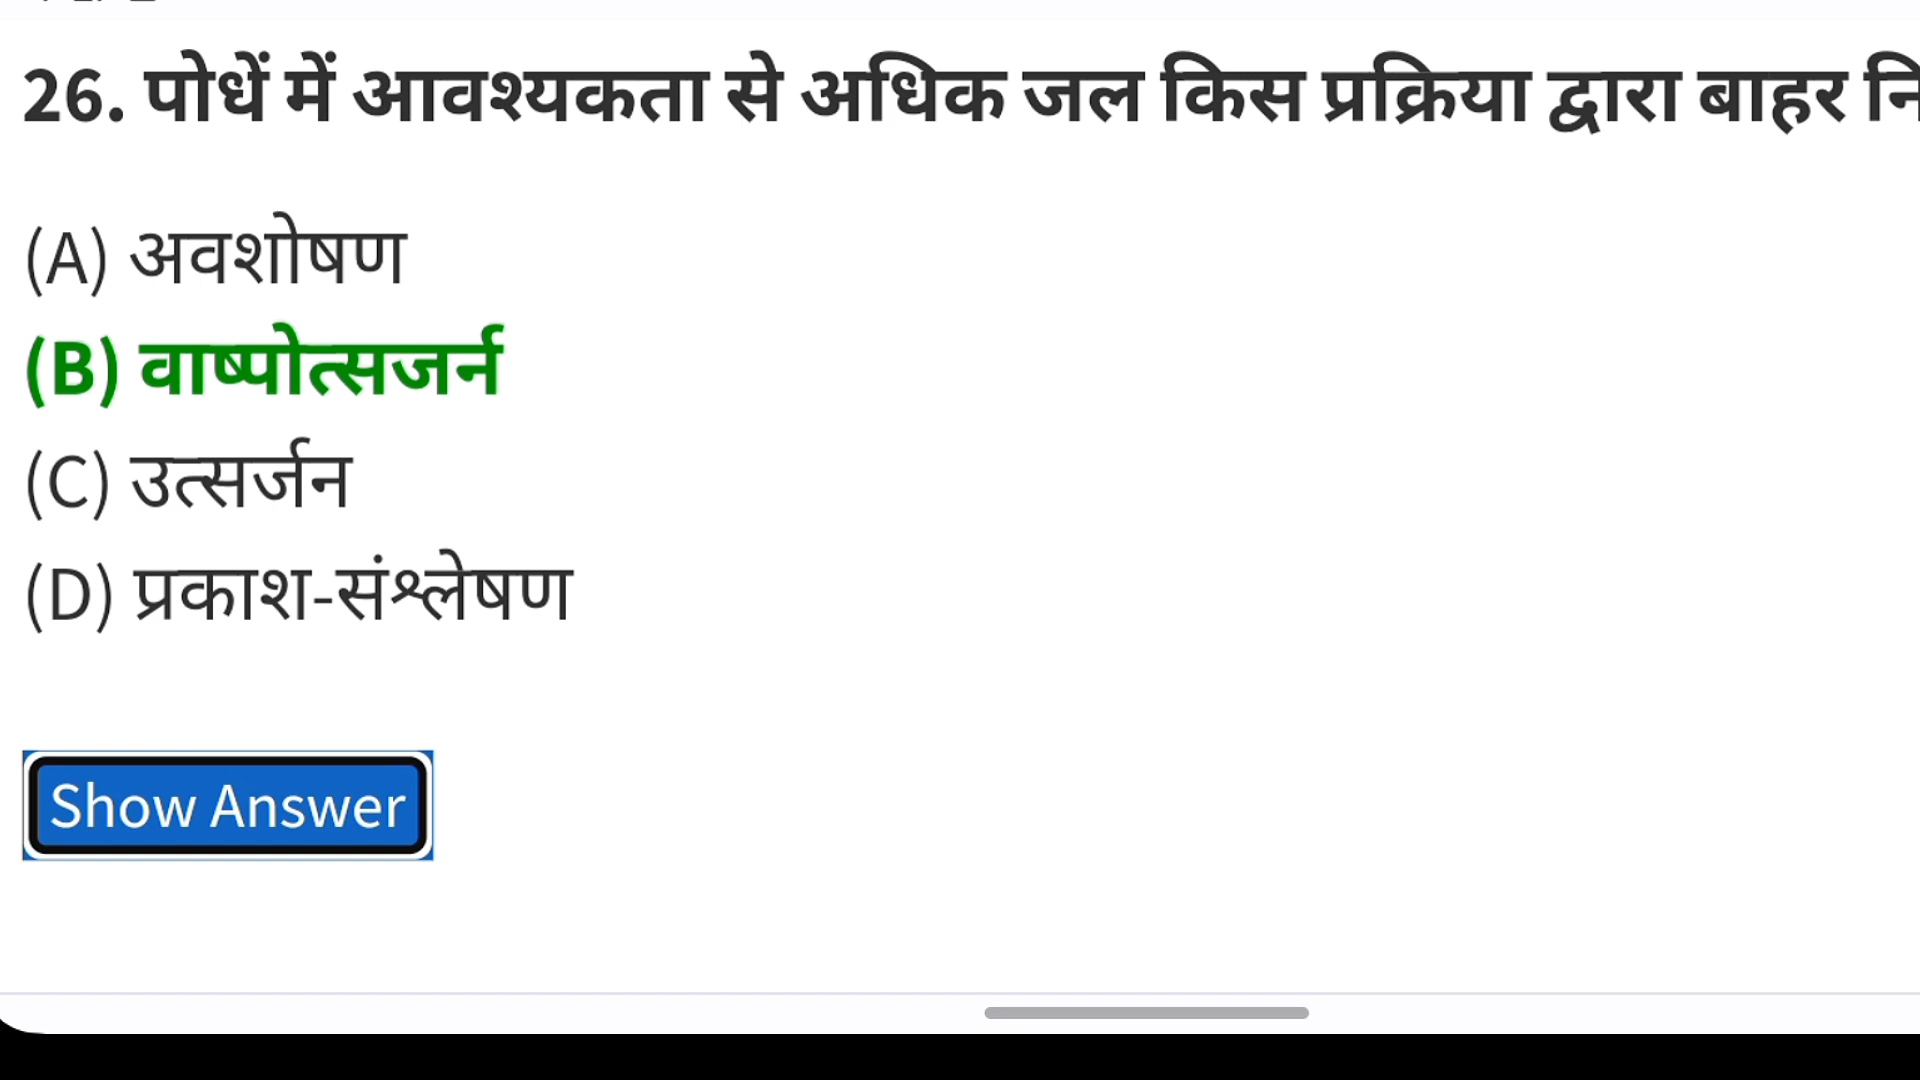 26. पोधें में आवश्यकता से अधिक जल किस प्रक्रिया द्वारा बाहर
(A) अवशोषण
(B) वाष्पोत्सजर्न
(C) उत्सर्जन
(D) प्रकाश-संश्लेषण
Show Answer